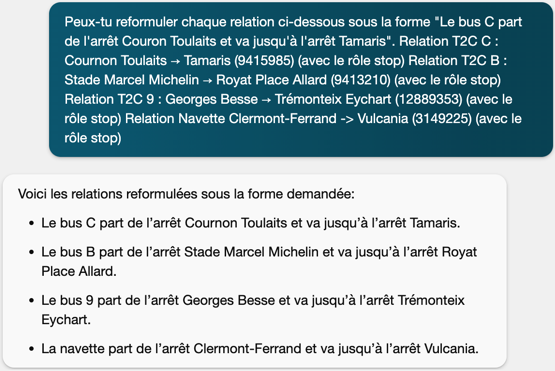 Peux-tu reformuler chaque relation ci-dessous sous la forme "Le bus C part
de l'arrêt Couron Toulaits et va jusqu'à l'arrêt Tamaris". Relation T2C C :
Cournon Toulaits → Tamaris (9415985) (avec le rôle stop) Relation T2C B :
Stade Marcel Michelin → Royat Place Allard (9413210) (avec le rôle stop)
Relation T2C 9 : Georges Besse → Trémonteix Eychart (12889353) (avec le
rôle stop) Relation Navette Clermont-Ferrand -> Vulcania (3149225) (avec le
rôle stop)
Voici les relations reformulées sous la forme demandée:
• Le bus C part de l'arrêt Cournon Toulaits et va jusqu'à l'arrêt Tamaris.
• Le bus B part de l'arrêt Stade Marcel Michelin et va jusqu'à l'arrêt Royat
Place Allard.
• Le bus 9 part de l'arrêt Georges Besse et va jusqu'à l'arrêt Trémonteix
Eychart.
• La navette part de l'arrêt Clermont-Ferrand et va jusqu'à l'arrêt Vulcania.